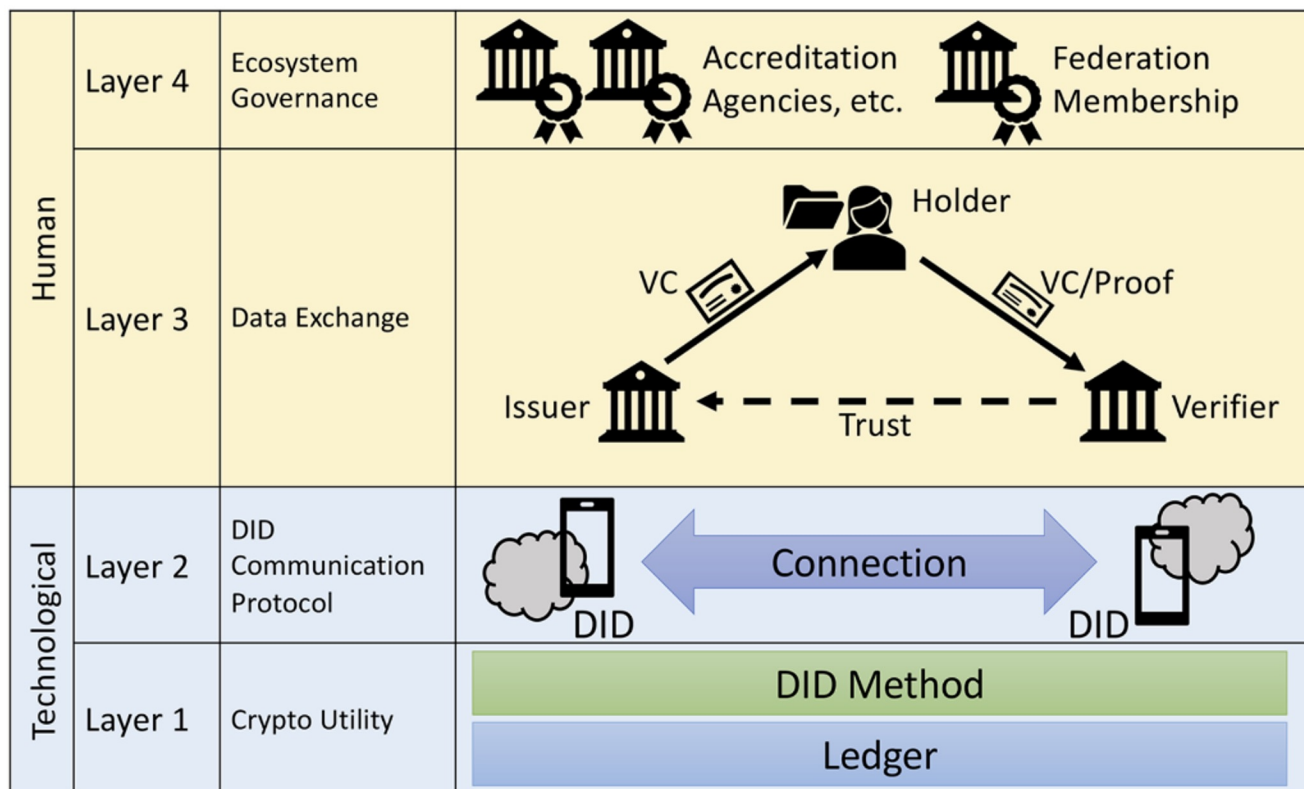 Human
Layer 4
Ecosystem
Governance
Accreditation
Agencies, etc.
Federation
Membership
Layer 3
Data Exchange
Holder
VC
VC/Proof
Issuer
Trust
Verifier
Technological
Layer 2
DID
Communication
Protocol
Connection
DID
DID
Layer 1
Crypto Utility
DID Method
Ledger